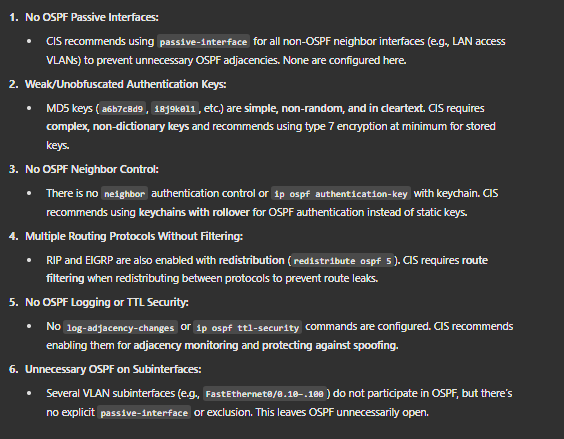 1. No OSPF Passive Interfaces:
• CIS recommends using passive-interface for all non-OSPF neighbor interfaces (e.g., LAN access
VLANs) to prevent unnecessary OSPF adjacencies. None are configured here.
2. Weak/Unobfuscated Authentication Keys:
• MD5 keys ( a6b7c8d9 , i8j9k0l1 , etc.) are simple, non-random, and in cleartext. CIS requires
complex, non-dictionary keys and recommends using type 7 encryption at minimum for stored
keys.
3. No OSPF Neighbor Control:
• There is no neighbor authentication control or ip ospf authentication-key with keychain. CIS
recommends using keychains with rollover for OSPF authentication instead of static keys.
4. Multiple Routing Protocols Without Filtering:
• RIP and EIGRP are also enabled with redistribution ( redistribute ospf 5 ). CIS requires route
filtering when redistributing between protocols to prevent route leaks.
5. No OSPF Logging or TTL Security:
• No log-adjacency-changes or ip ospf ttl-security commands are configured. CIS recommends
enabling them for adjacency monitoring and protecting against spoofing.
6. Unnecessary OSPF on Subinterfaces:
• Several VLAN subinterfaces (e.g., FastEthernet0/0.10–.100 ) do not participate in OSPF, but there's
no explicit passive-interface or exclusion. This leaves OSPF unnecessarily open.